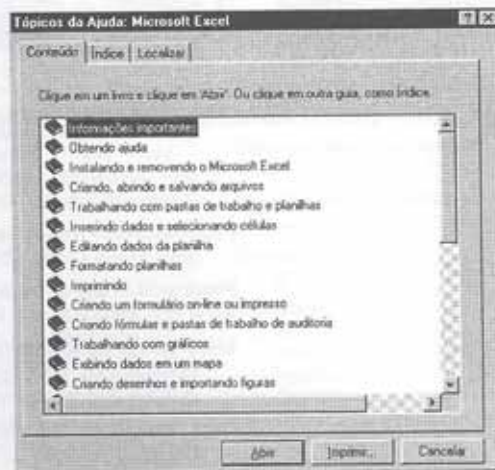 Tópicos da Ajuda: Microsoft Excel
Conteúdo Índice Localizar
Clique em um livro e clique em 'Abrir'. Ou clique em outra guia, como Índice.
Informações importantes
Obtendo ajuda
Instalando e removendo o Microsoft Excel
Criando, abrindo e salvando arquivos
Trabalhando com pastas de trabalho e planilhas
Inserindo dados e selecionando células
Editando dados da planilha
Formatando planilhas
Imprimindo
Criando um formulário on-line ou impresso
Criando fórmulas e pastas de trabalho de auditoria
Trabalhando com gráficos
Exibindo dados em um mapa
Criando desenhos e importando figuras
Abrir Imprimir... Cancelar